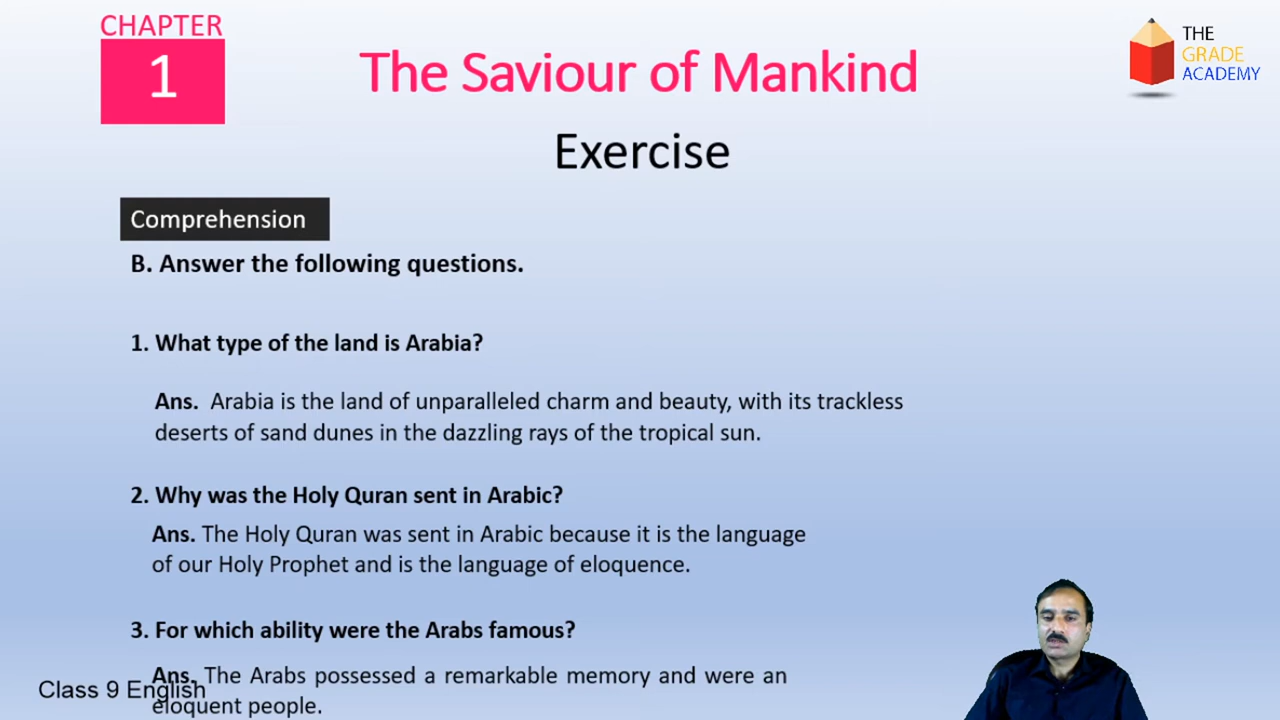 CHAPTER
1
The Saviour of Mankind
THE
GRADE
ACADEMY
Exercise
Comprehension
B. Answer the following questions.
1. What type of the land is Arabia?
Ans. Arabia is the land of unparalleled charm and beauty, with its trackless
deserts of sand dunes in the dazzling rays of the tropical sun.
2. Why was the Holy Quran sent in Arabic?
Ans. The Holy Quran was sent in Arabic because it is the language
of our Holy Prophet and is the language of eloquence.
3. For which ability were the Arabs famous?
Ans. The Arabs possessed a remarkable memory and were an
eloquent people.
Class 9 English